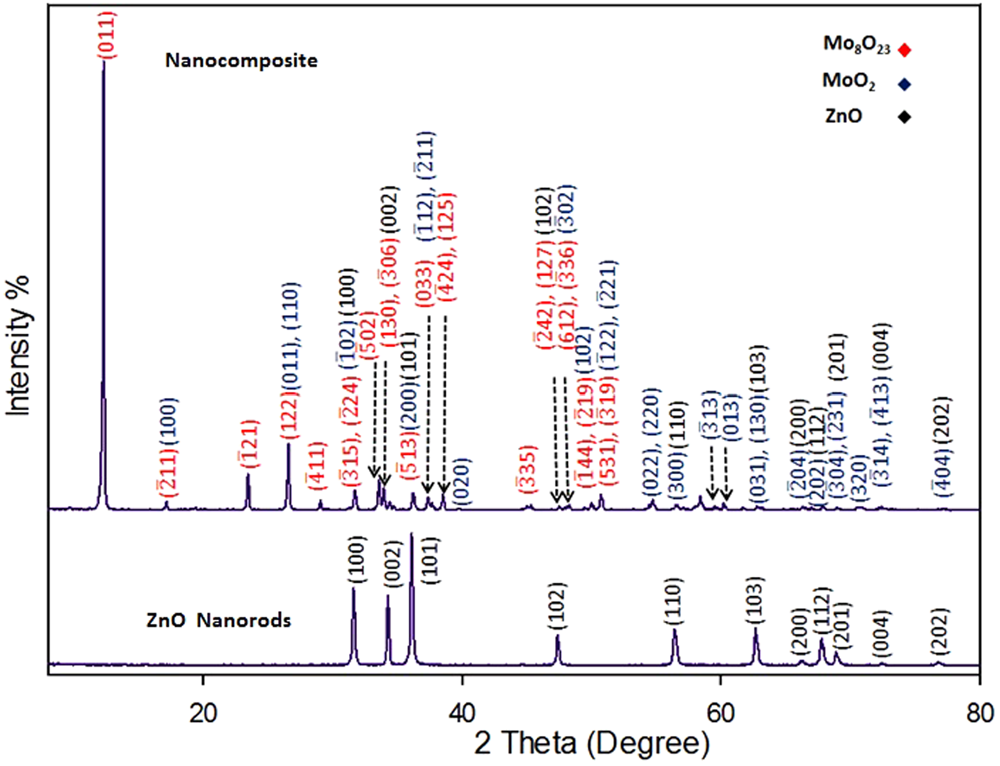 Intensity %
Nanocomposite
Mo₈O₂₃
MoO₂
ZnO
(011)
(2̅11) (100)
(1̅21)
(122)(011), (110)
(4̅11)
(3̅15), (2̅24) (1̅02) (100)
(5̅02)
(130), (3̅06) (002)
(5̅13)(200)(101)
(033) (1̅12), (2̅11)
(4̅24), (125)
(020)
(3̅35)
(2̅42), (127) (102)
(612), (3̅36) (3̅02)
(1̅44), (2̅19) (102)
(531), (3̅19) (1̅22), (2̅21)
(022), (220)
(300) (110)
(3̅13)
(013)
(031), (130) (103)
(2̅04) (200)
(202) (112)
(304), (2̅31) (201)
(320)
(3̅14), (4̅13) (004)
(4̅04) (202)
ZnO Nanorods
(100)
(002)
(101)
(102)
(110)
(103)
(200)
(112)
(201)
(004)
(202)
20 40 60 80
2 Theta (Degree)